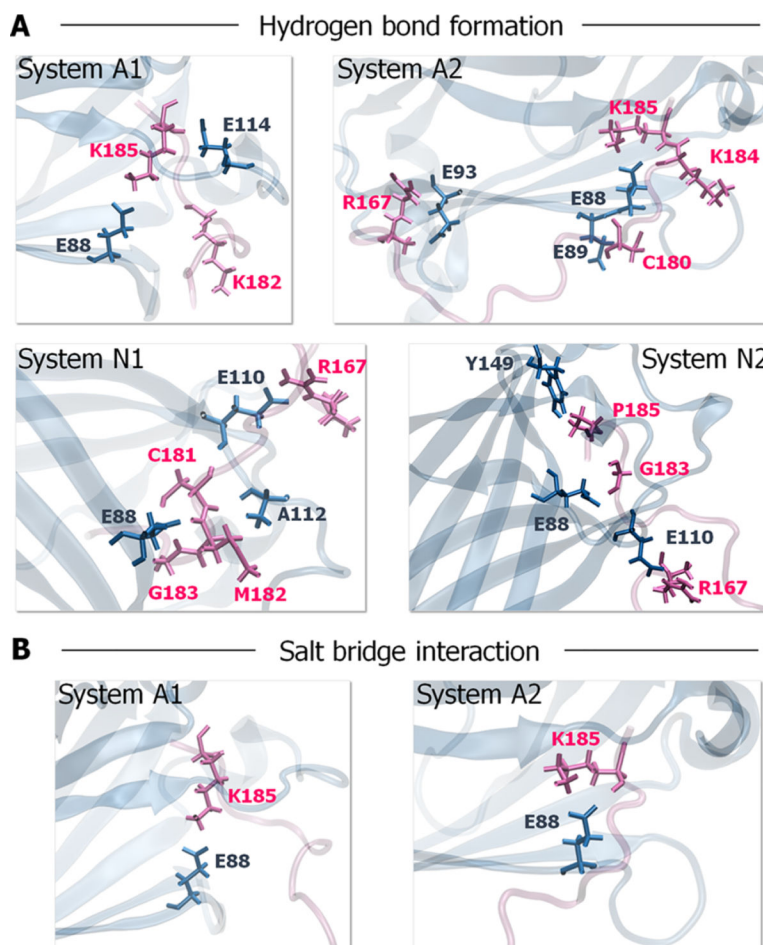 A Hydrogen bond formation
System A1
E114
K185
E88
K182
System A2
K185
K184
E93
E88
R167
E89
C180
System N1
R167
E110
C181
A112
E88
G183
M182
System N2
Y149
P185
G183
E88
E110
R167
B Salt bridge interaction
System A1
K185
E88
System A2
K185
E88